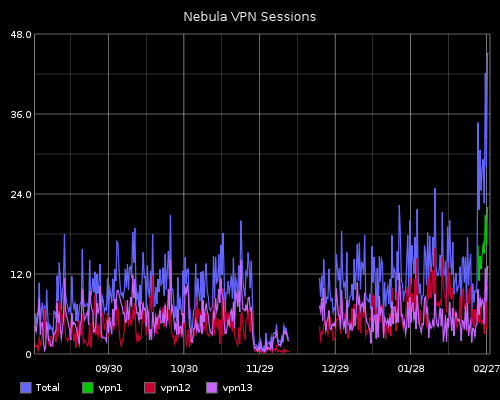 Nebula VPN Sessions
48.0
36.0
24.0
12.0
0
09/30 10/30 11/29 12/29 01/28 02/27
Total vpn1 vpn12 vpn13